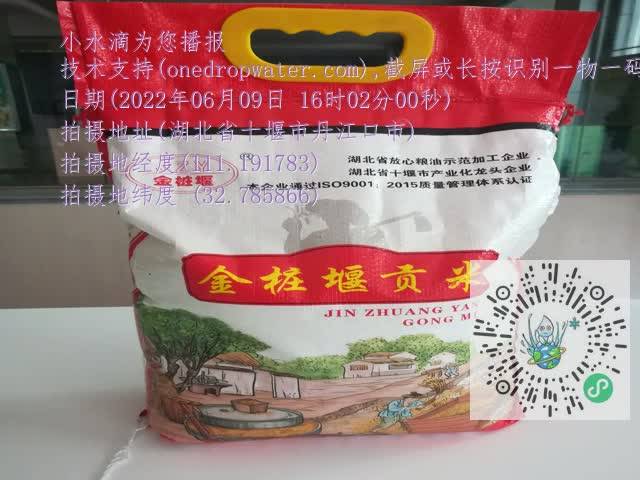 小水滴为您播报
技术支持(onedropwater.com),截屏或长按识别一物一码
日期(2022年06月09日 16时02分00秒)
拍摄地址(湖北省十堰市丹江口市)
拍摄地经度(111.191783)
拍摄地纬度 (32.785866)
湖北省放心粮油示范加工企业
湖北省十堰市产业化龙头企业
本企业通过ISO9001：2015质量管理体系认证
金桩堰
金桩堰贡米
JIN ZHUANG YA
GONG M